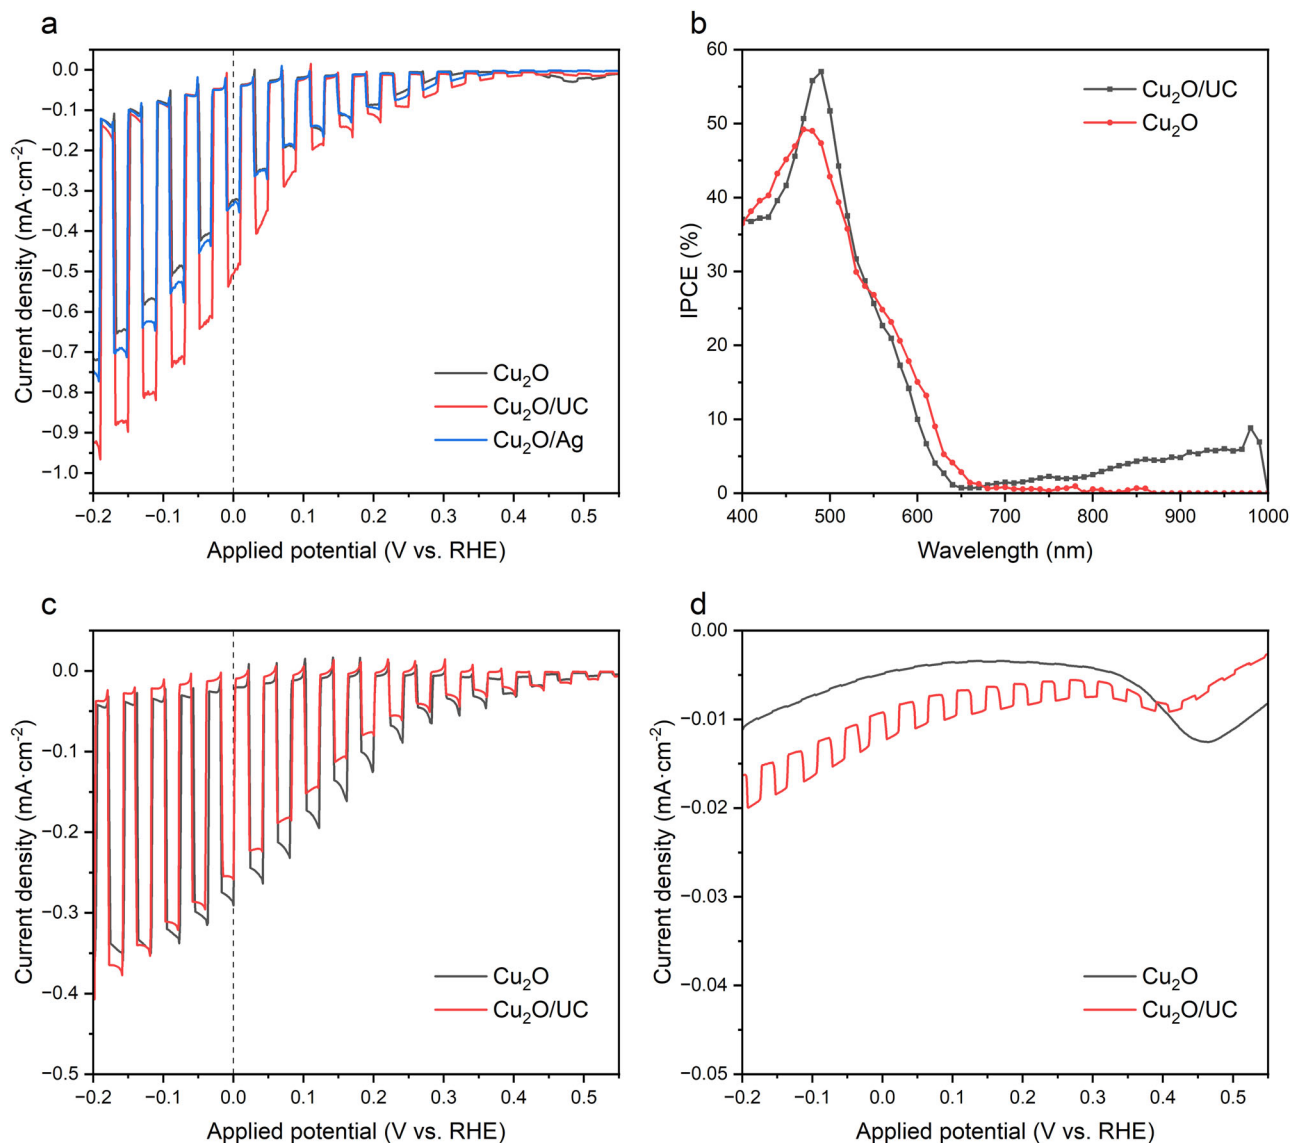 a
0.0
−0.1
−0.2
−0.3
−0.4
−0.5
−0.6
−0.7
−0.8
−0.9
−1.0
Current density (mA·cm⁻²)
Cu₂O
Cu₂O/UC
Cu₂O/Ag
−0.2 −0.1 0.0 0.1 0.2 0.3 0.4 0.5
Applied potential (V vs. RHE)
b
60
50
40
30
20
10
0
IPCE (%)
Cu₂O/UC
Cu₂O
400 500 600 700 800 900 1000
Wavelength (nm)
c
0.0
−0.1
−0.2
−0.3
−0.4
−0.5
Current density (mA·cm⁻²)
Cu₂O
Cu₂O/UC
−0.2 −0.1 0.0 0.1 0.2 0.3 0.4 0.5
Applied potential (V vs. RHE)
d
0.00
−0.01
−0.02
−0.03
−0.04
−0.05
Current density (mA·cm⁻²)
Cu₂O
Cu₂O/UC
−0.2 −0.1 0.0 0.1 0.2 0.3 0.4 0.5
Applied potential (V vs. RHE)